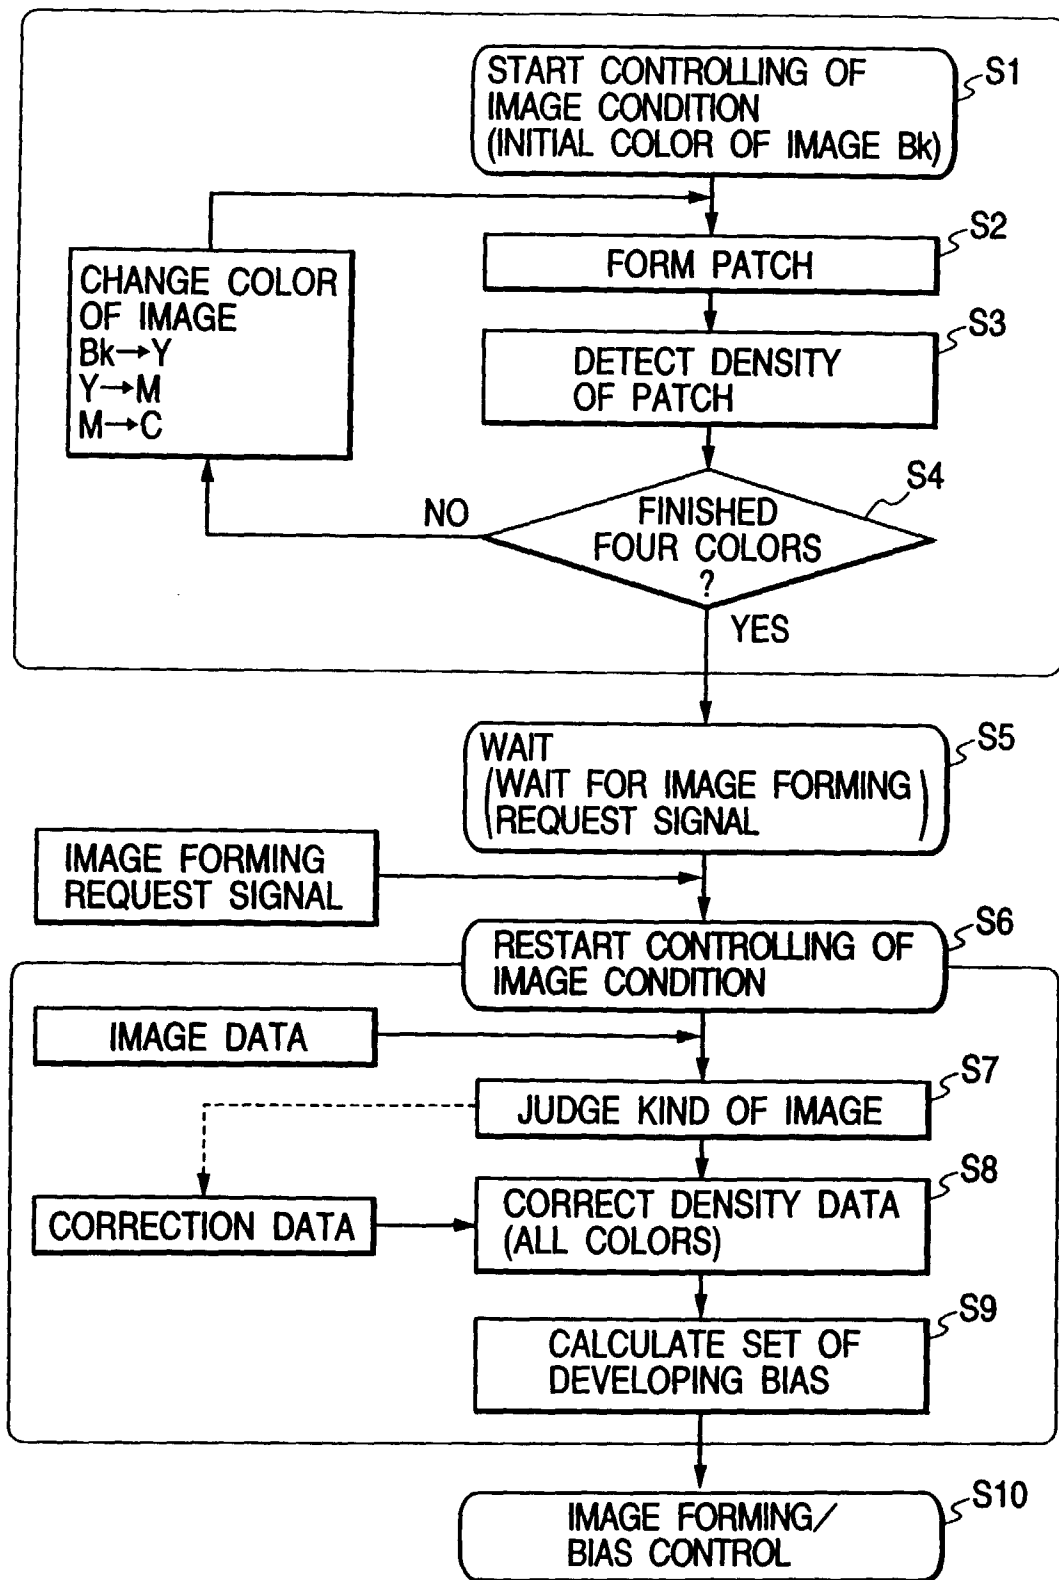 START CONTROLLING OF
IMAGE CONDITION
(INITIAL COLOR OF IMAGE Bk)
S1
S2
FORM PATCH
CHANGE COLOR
OF IMAGE
Bk→Y
Y→M
M→C
S3
DETECT DENSITY
OF PATCH
S4
NO
FINISHED
FOUR COLORS
?
YES
S5
WAIT
(WAIT FOR IMAGE FORMING
REQUEST SIGNAL)
IMAGE FORMING
REQUEST SIGNAL
S6
RESTART CONTROLLING OF
IMAGE CONDITION
IMAGE DATA
S7
JUDGE KIND OF IMAGE
S8
CORRECTION DATA
CORRECT DENSITY DATA
(ALL COLORS)
S9
CALCULATE SET OF
DEVELOPING BIAS
S10
IMAGE FORMING/
BIAS CONTROL